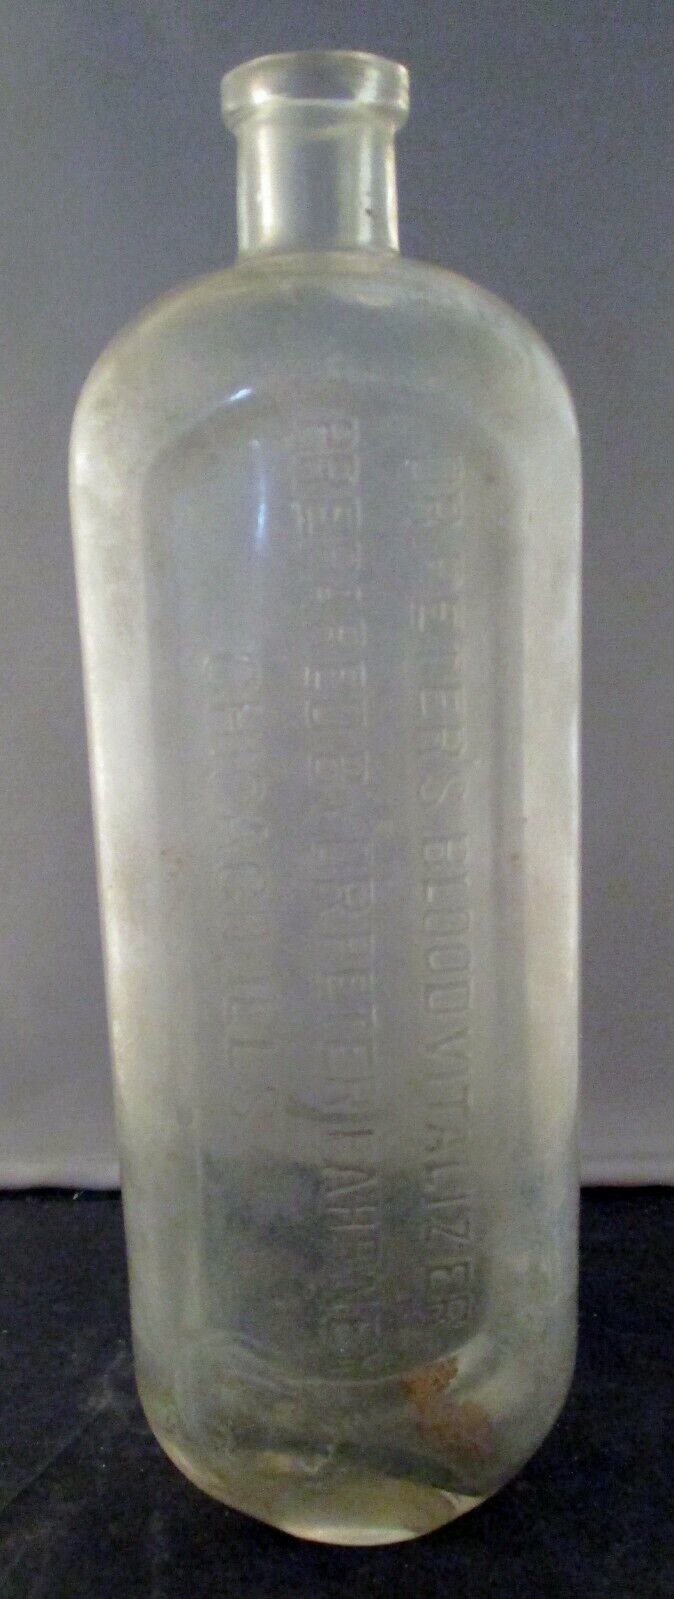 DR. PETER'S BLOOD VITALIZER
PREPARED BY DR. PETER FAHRNEY
CHICAGO ILLS